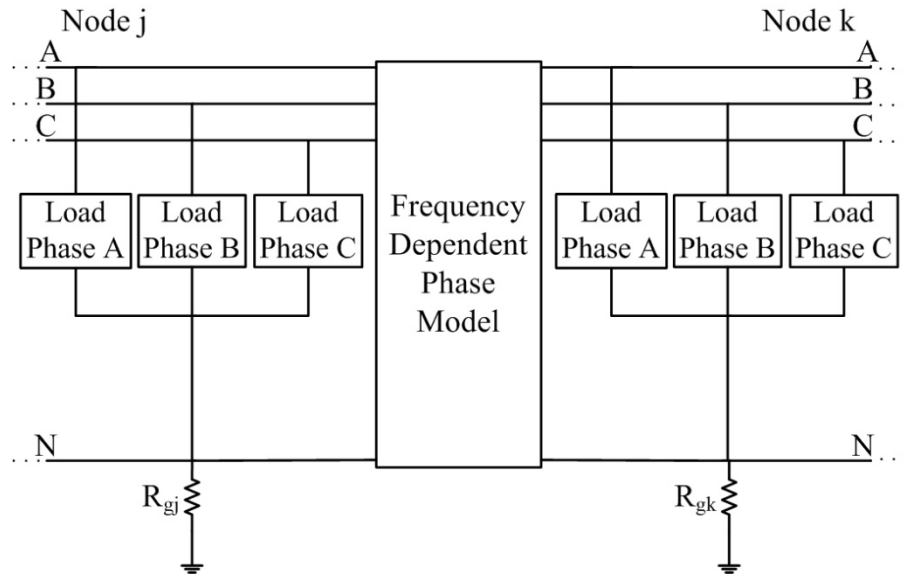 Node j
Node k
A
A
B
B
C
C
Load
Phase A
Load
Phase B
Load
Phase C
Frequency
Dependent
Phase
Model
Load
Phase A
Load
Phase B
Load
Phase C
N
N
Rgj
Rgk